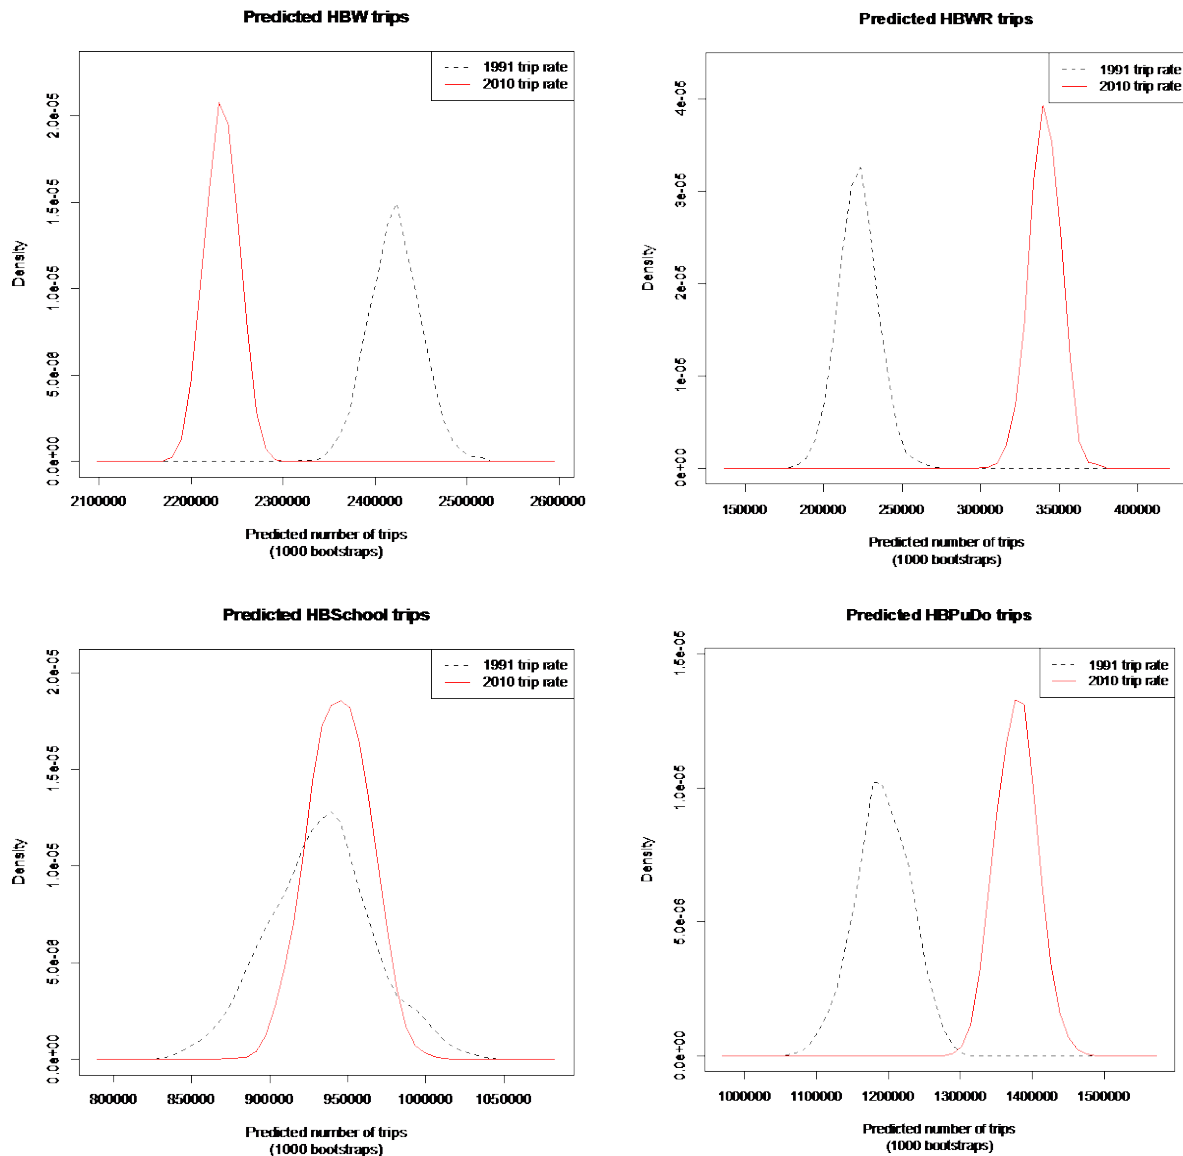 Predicted HBW trips
1991 trip rate
2010 trip rate
Density
0.0e+00
5.0e-06
1.0e-05
1.5e-05
2.0e-05
2100000 2200000 2300000 2400000 2500000 2600000
Predicted number of trips
(1000 bootstraps)
Predicted HBWR trips
1991 trip rate
2010 trip rate
Density
0e+00
1e-05
2e-05
3e-05
4e-05
150000 200000 250000 300000 350000 400000
Predicted number of trips
(1000 bootstraps)
Predicted HBSchool trips
1991 trip rate
2010 trip rate
Density
0.0e+00
5.0e-06
1.0e-05
1.5e-05
2.0e-05
800000 850000 900000 950000 1000000 1050000
Predicted number of trips
(1000 bootstraps)
Predicted HBPuDo trips
1991 trip rate
2010 trip rate
Density
0.0e+00
5.0e-06
1.0e-05
1.5e-05
1000000 1100000 1200000 1300000 1400000 1500000
Predicted number of trips
(1000 bootstraps)